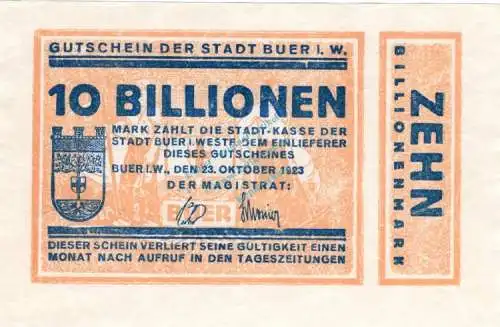 GUTSCHEIN DER STADT BUER I. W.
10 BILLIONEN
MARK ZAHLT DIE STADT-KASSE DER
STADT BUER I. WESTF. DEM EINLIEFERER
DIESES GUTSCHEINES
BUER I.W., DEN 23. OKTOBER 1923
DER MAGISTRAT:
BUER
DIESER SCHEIN VERLIERT SEINE GÜLTIGKEIT EINEN
MONAT NACH AUFRUF IN DEN TAGESZEITUNGEN
ZEHN
BILLIONENMARK